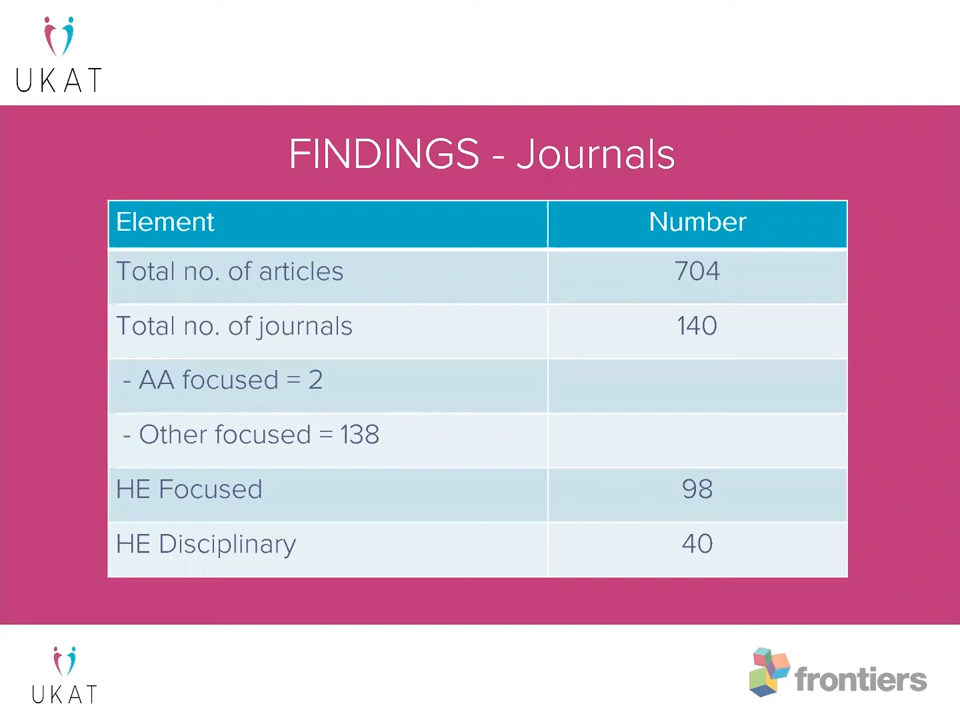 UKAT
FINDINGS - Journals
Element Number
Total no. of articles 704
Total no. of journals 140
- AA focused = 2
- Other focused = 138
HE Focused 98
HE Disciplinary 40
UKAT
frontiers